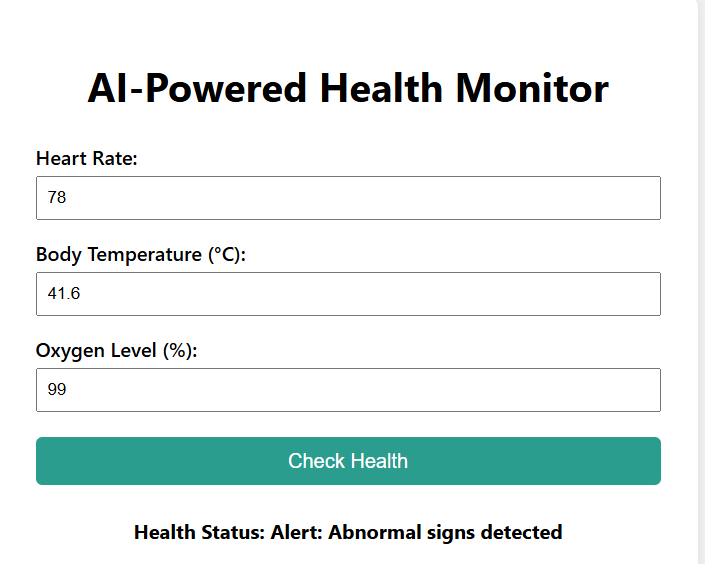 AI-Powered Health Monitor
Heart Rate:
78
Body Temperature (°C):
41.6
Oxygen Level (%):
99
Check Health
Health Status: Alert: Abnormal signs detected